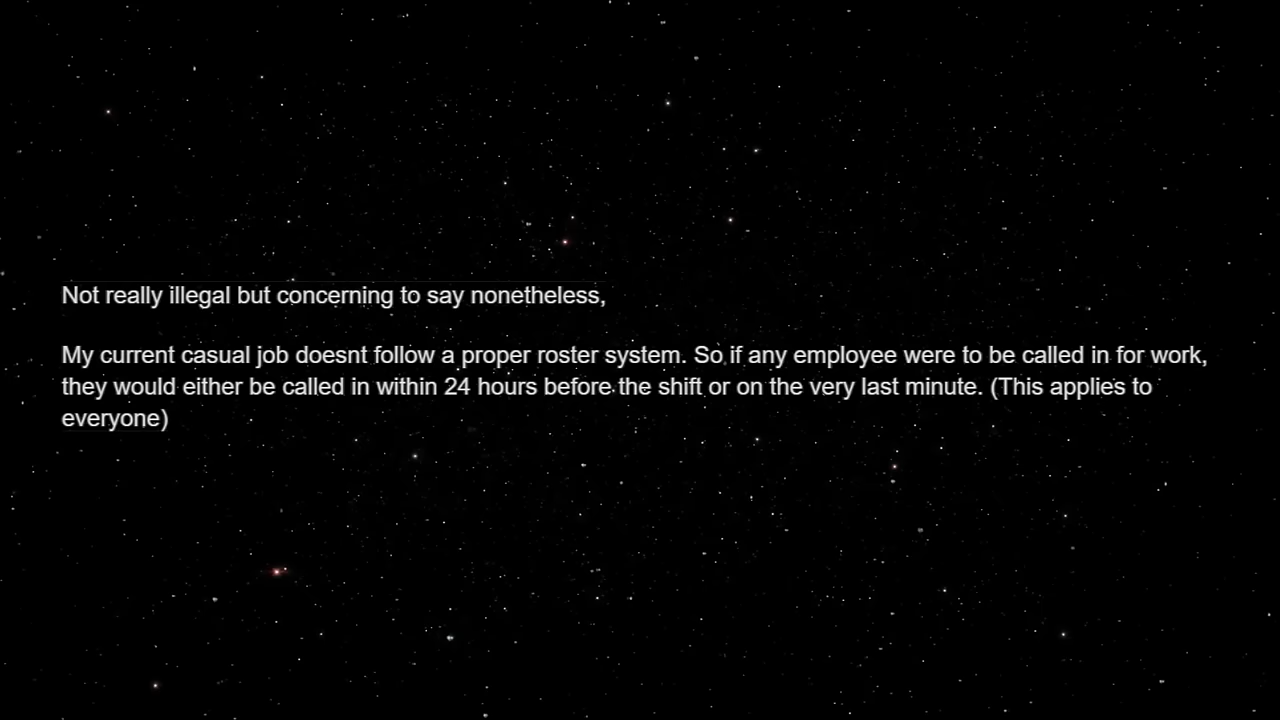 Not really illegal but concerning to say nonetheless,
My current casual job doesnt follow a proper roster system. So if any employee were to be called in for work,
they would either be called in within 24 hours before the shift or on the very last minute. (This applies to
everyone)